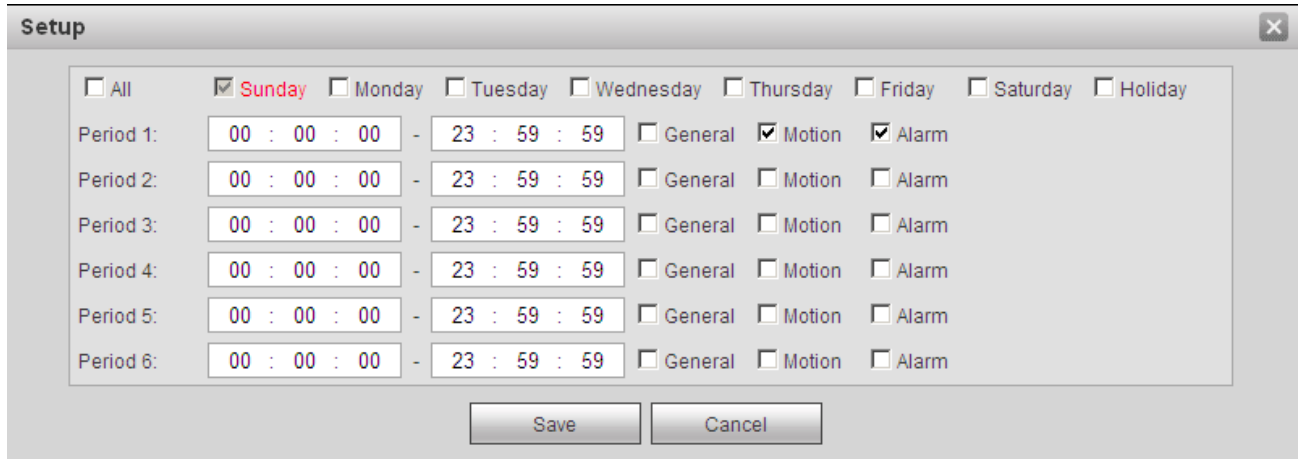 Setup
All Sunday Monday Tuesday Wednesday Thursday Friday Saturday Holiday
Period 1: 00 : 00 : 00 - 23 : 59 : 59 General Motion Alarm
Period 2: 00 : 00 : 00 - 23 : 59 : 59 General Motion Alarm
Period 3: 00 : 00 : 00 - 23 : 59 : 59 General Motion Alarm
Period 4: 00 : 00 : 00 - 23 : 59 : 59 General Motion Alarm
Period 5: 00 : 00 : 00 - 23 : 59 : 59 General Motion Alarm
Period 6: 00 : 00 : 00 - 23 : 59 : 59 General Motion Alarm
Save Cancel